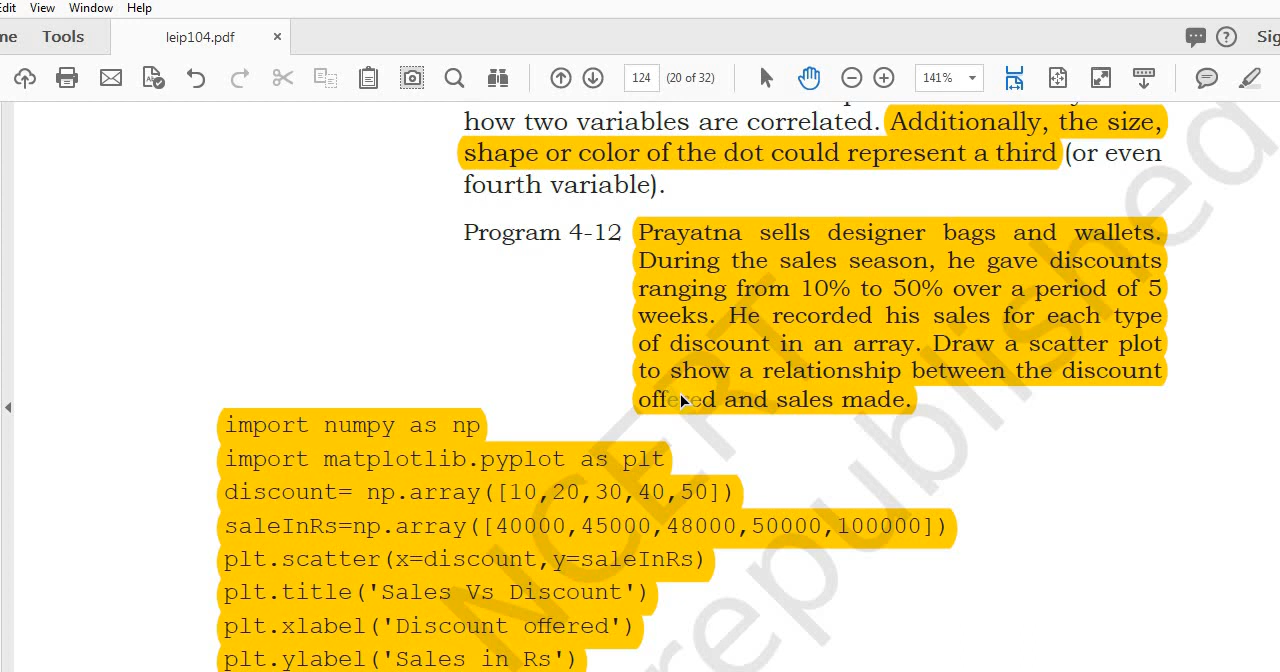 Edit View Window Help
me Tools leip104.pdf × Sig
124 (20 of 32) 141%
how two variables are correlated. Additionally, the size,
shape or color of the dot could represent a third (or even
fourth variable).
Program 4-12 Prayatna sells designer bags and wallets.
During the sales season, he gave discounts
ranging from 10% to 50% over a period of 5
weeks. He recorded his sales for each type
of discount in an array. Draw a scatter plot
to show a relationship between the discount
offered and sales made.
import numpy as np
import matplotlib.pyplot as plt
discount= np.array([10,20,30,40,50])
saleInRs=np.array([40000,45000,48000,50000,100000])
plt.scatter(x=discount,y=saleInRs)
plt.title('Sales Vs Discount')
plt.xlabel('Discount offered')
plt.ylabel('Sales in Rs')
NCERT
republished